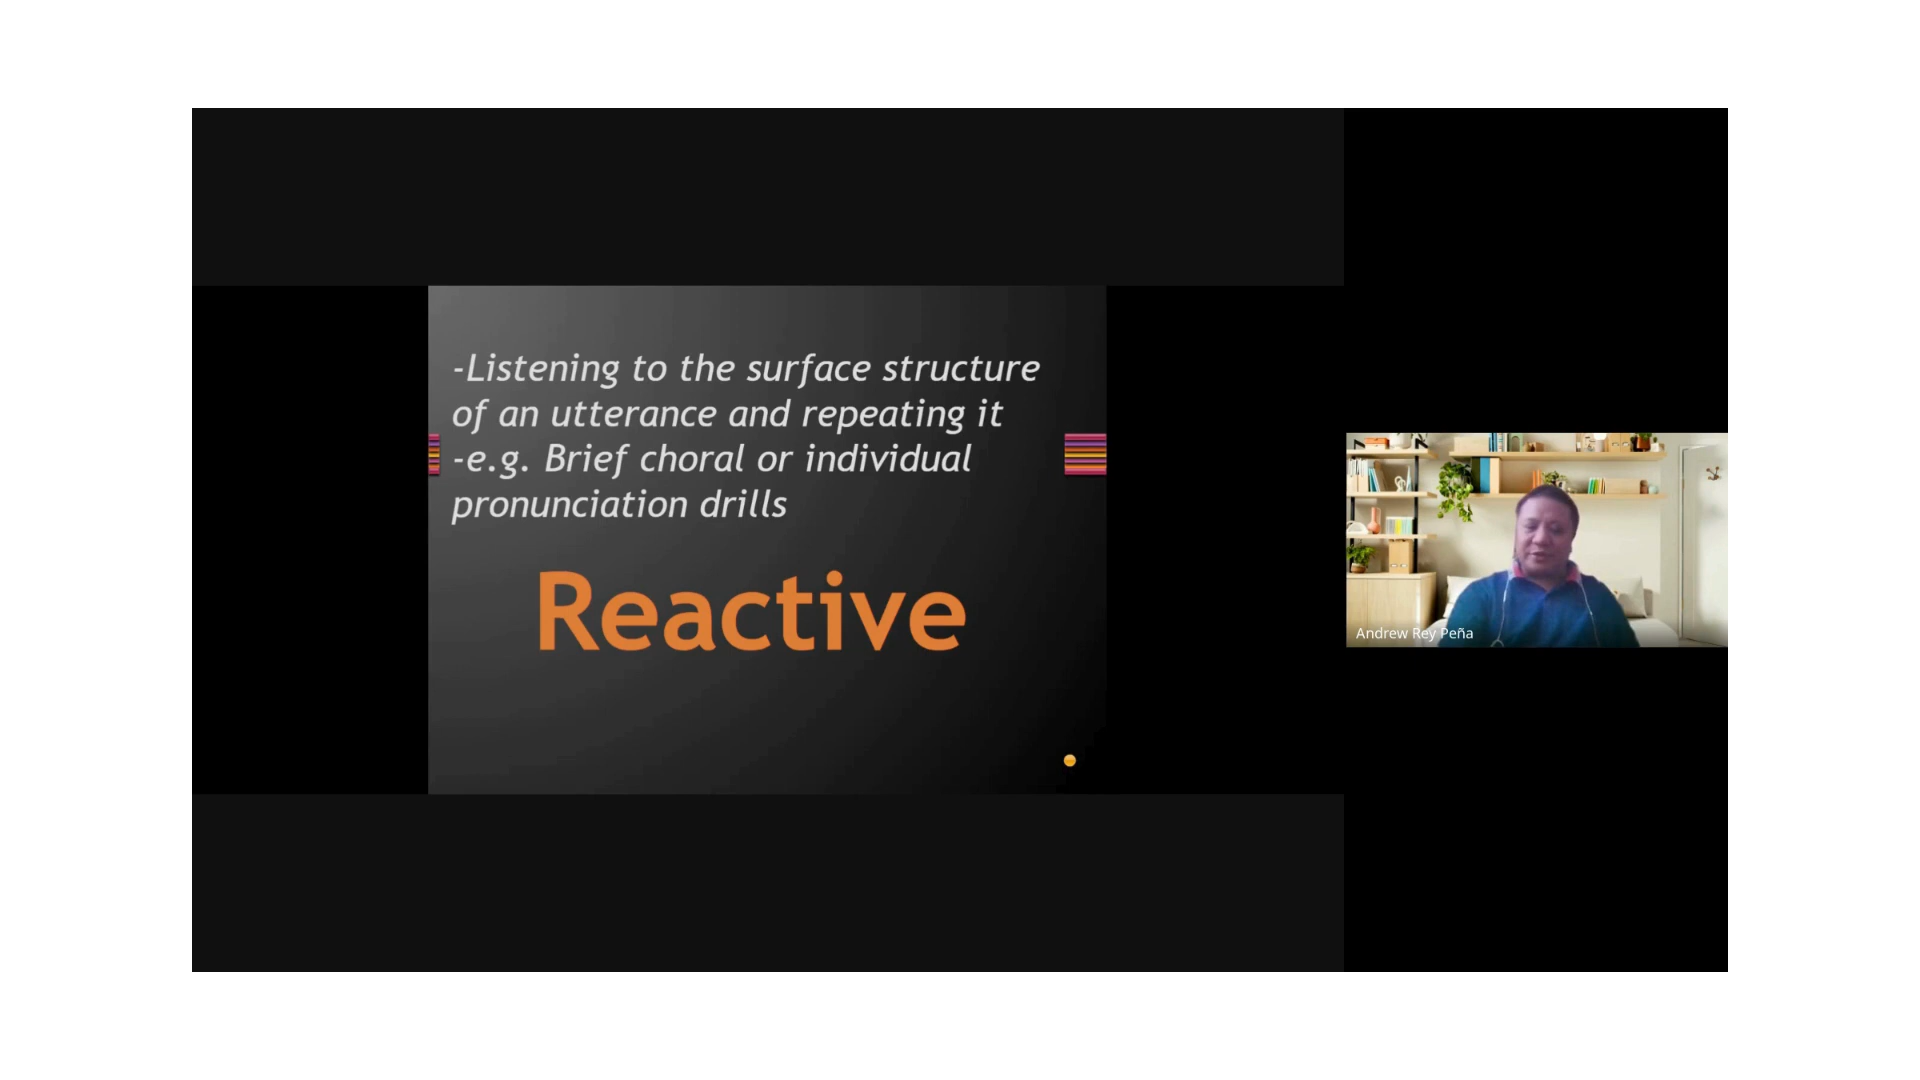 -Listening to the surface structure
of an utterance and repeating it
-e.g. Brief choral or individual
pronunciation drills
Reactive
Andrew Rey Peña